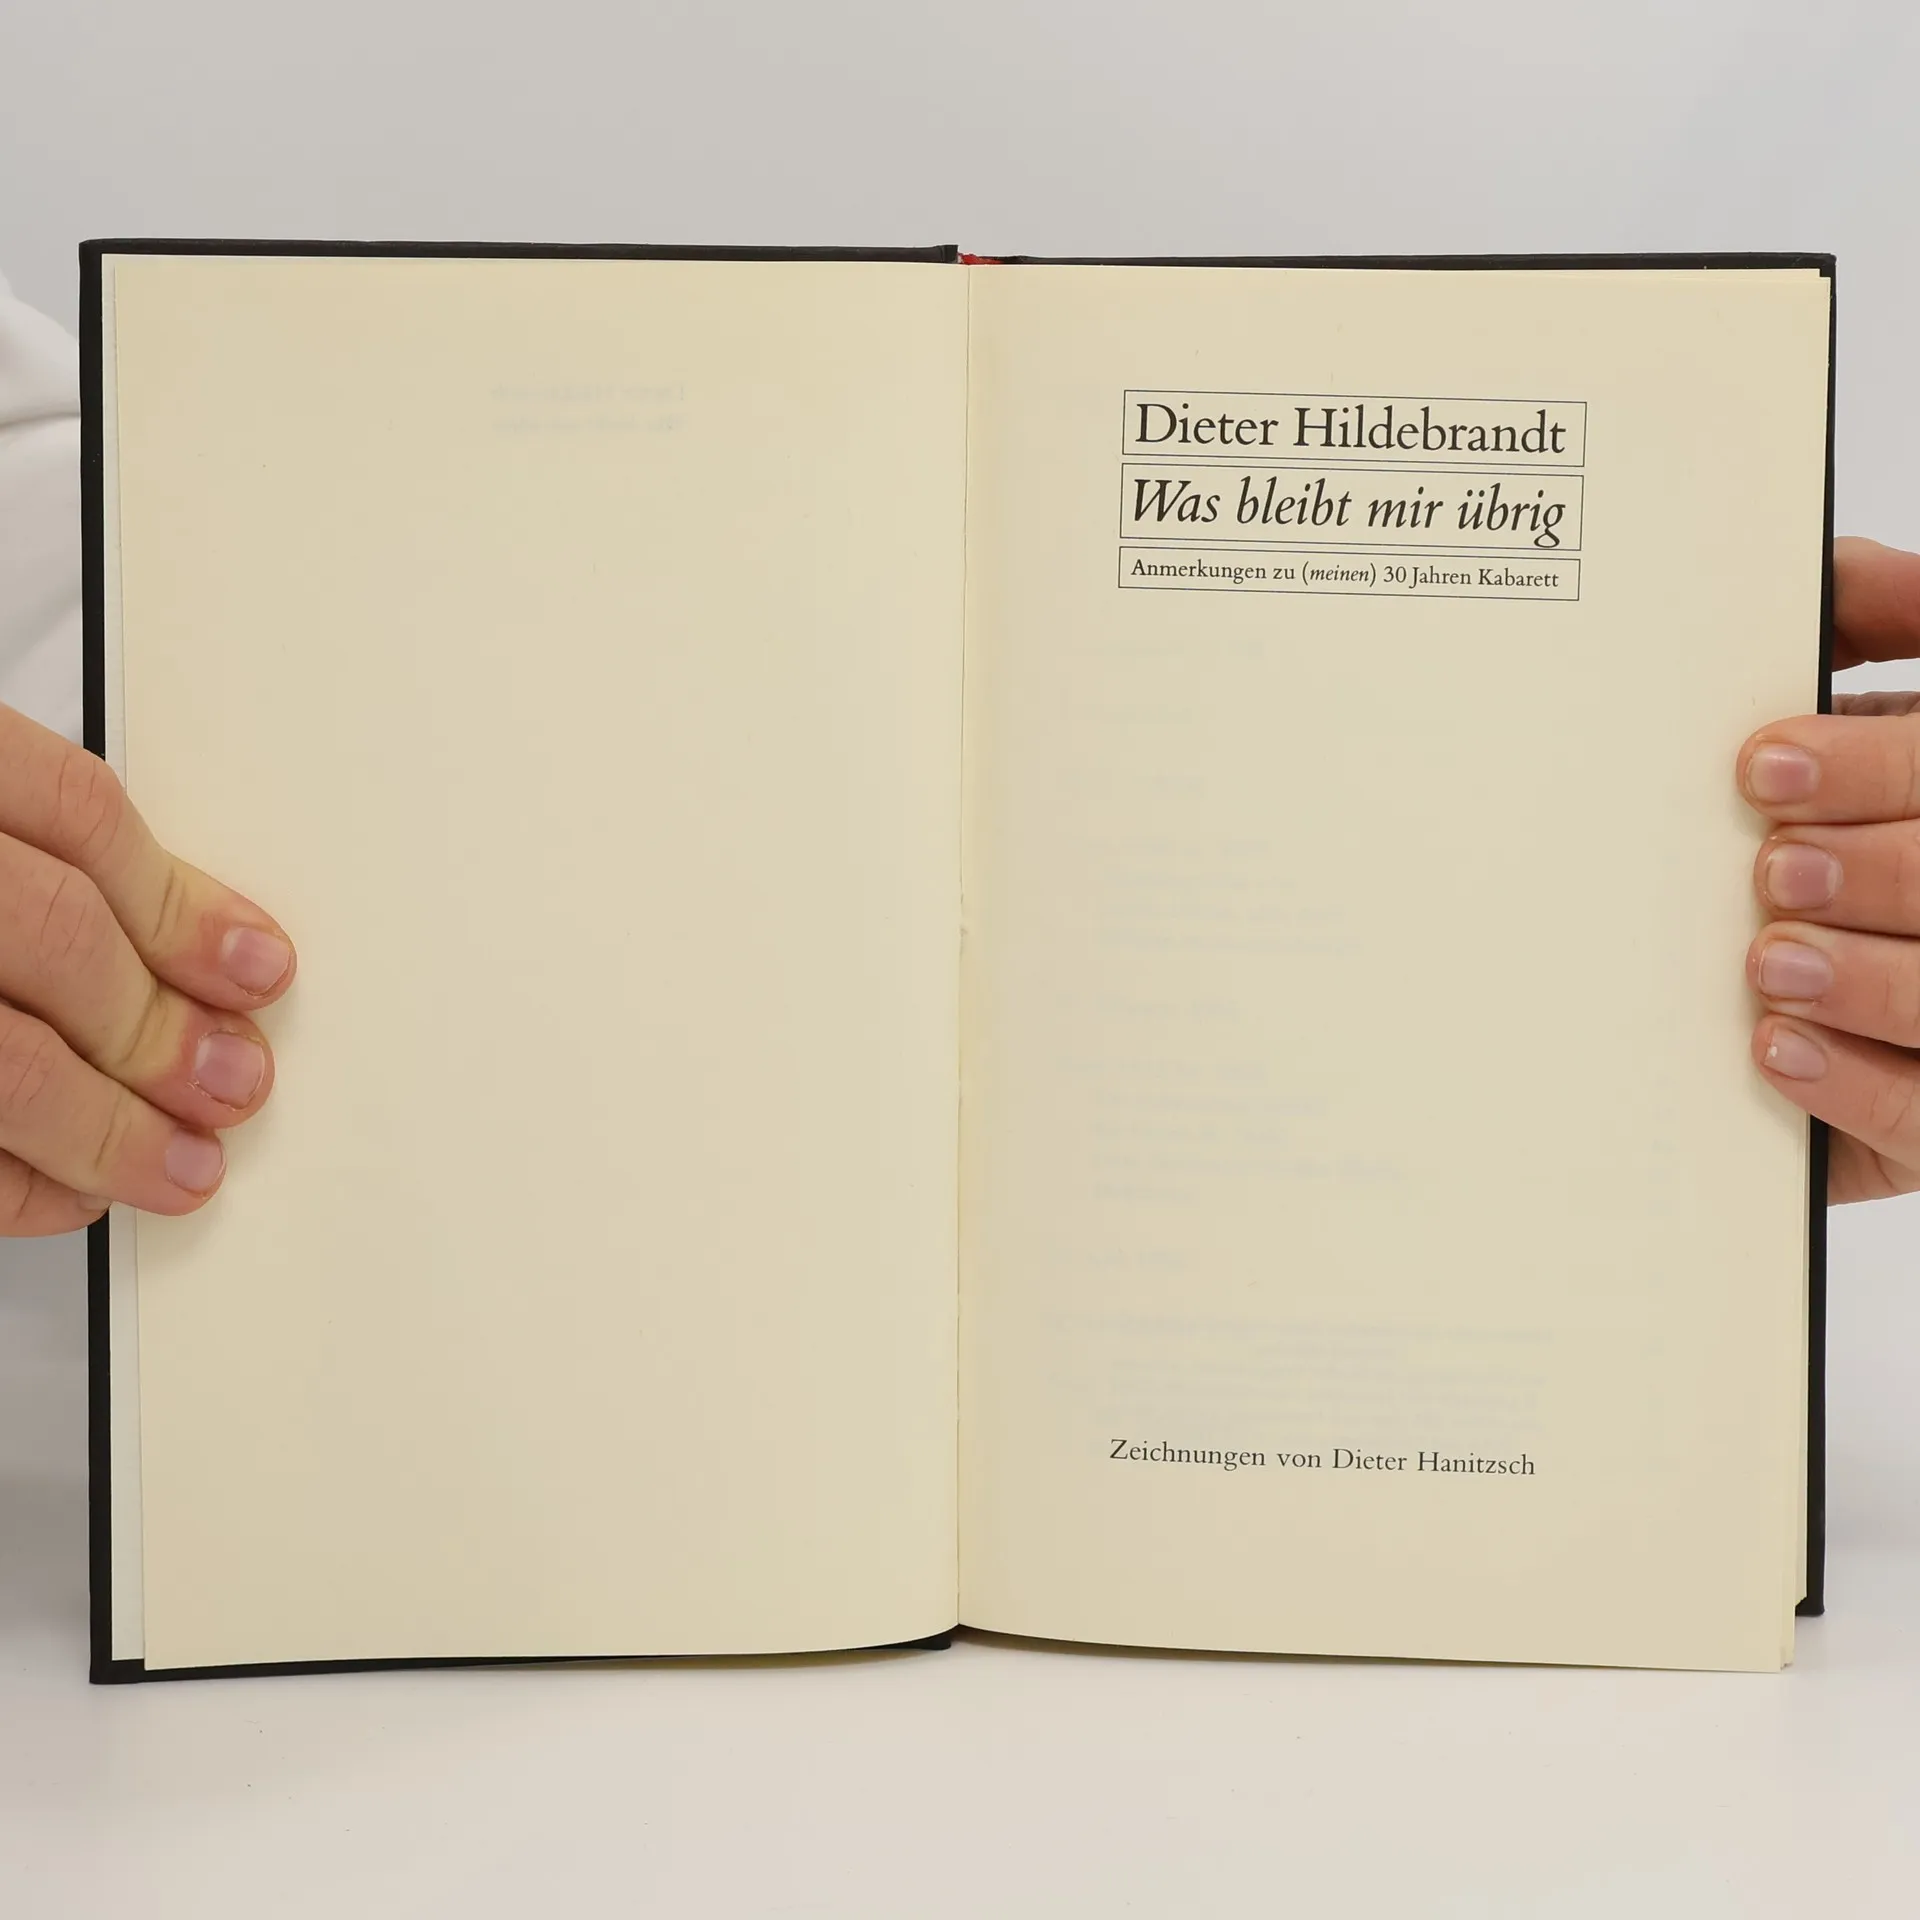 Dieter Hildebrandt
Was bleibt mir übrig
Anmerkungen zu (meinen) 30 Jahren Kabarett
Zeichnungen von Dieter Hanitzsch